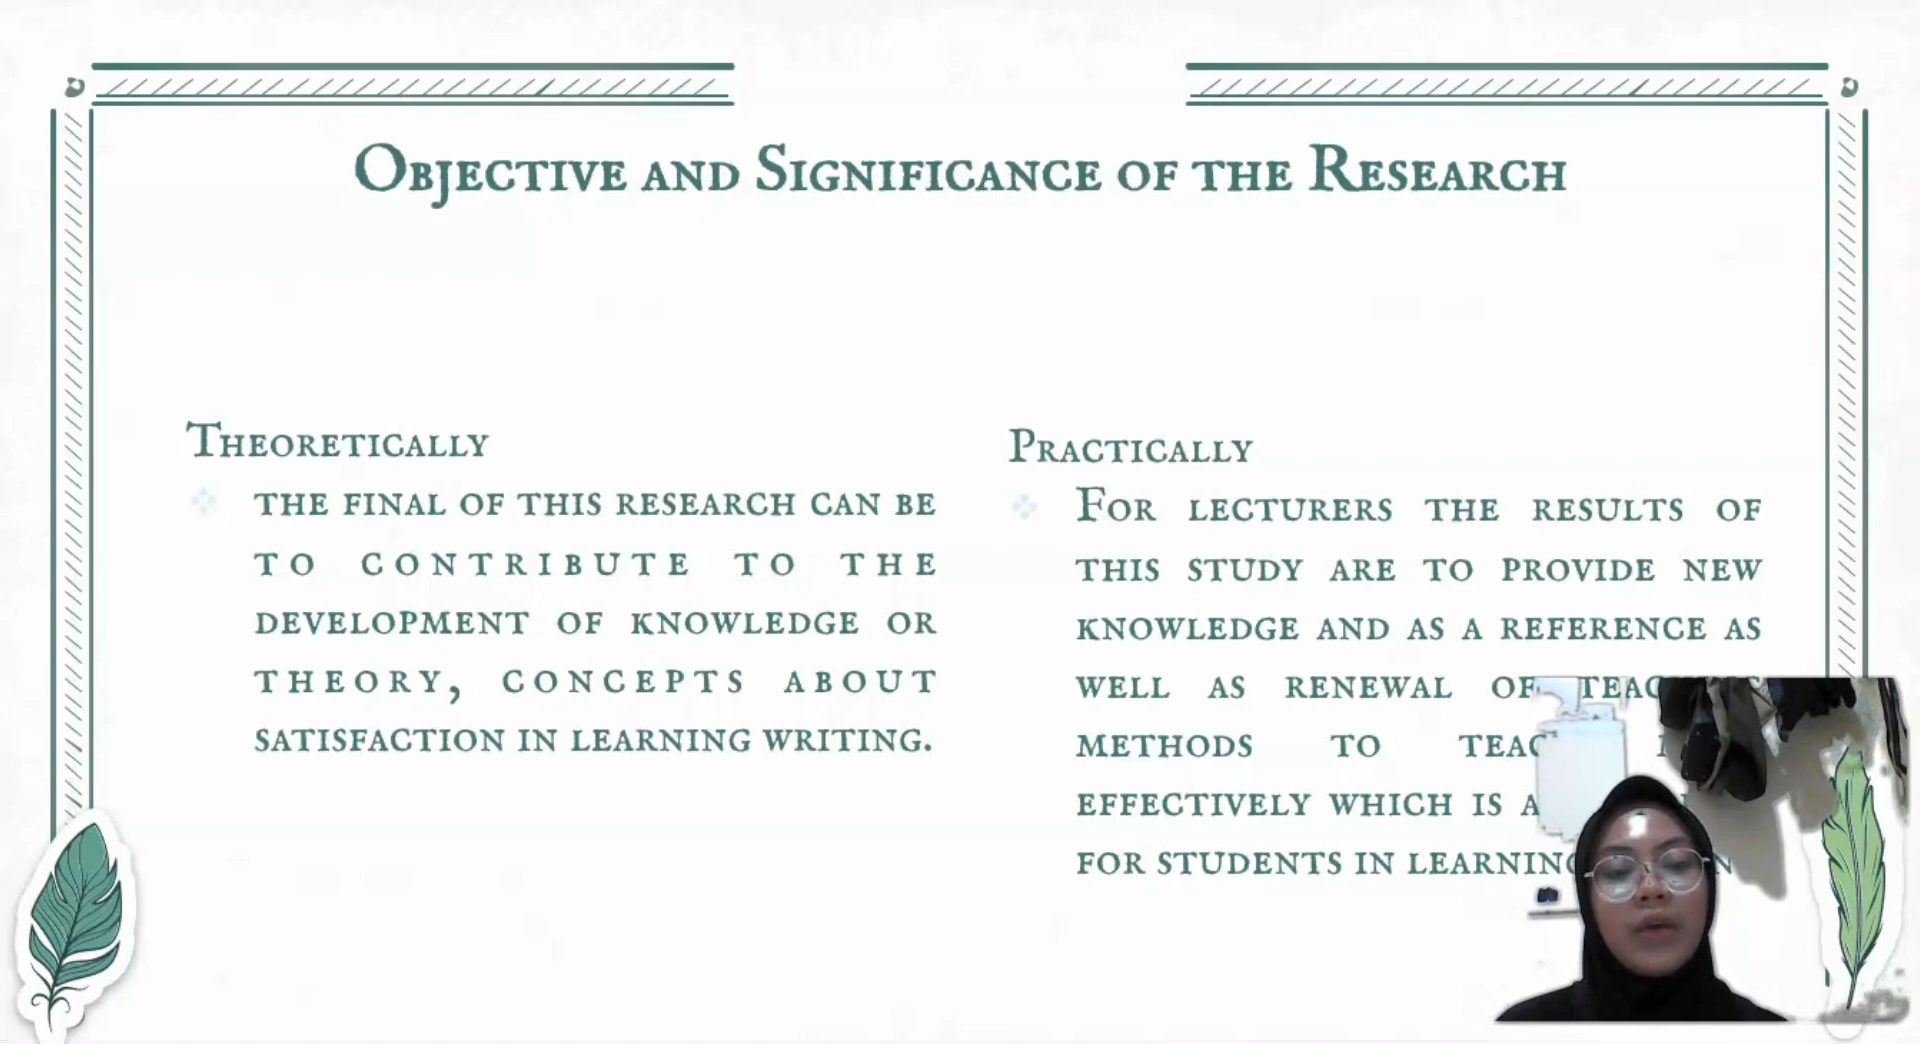 Objective and Significance of the Research
Theoretically
the final of this research can be
to contribute to the
development of knowledge or
theory, concepts about
satisfaction in learning writing.
Practically
For lecturers the results of
this study are to provide new
knowledge and as a reference as
well as renewal of
methods to
effectively which is
for students in